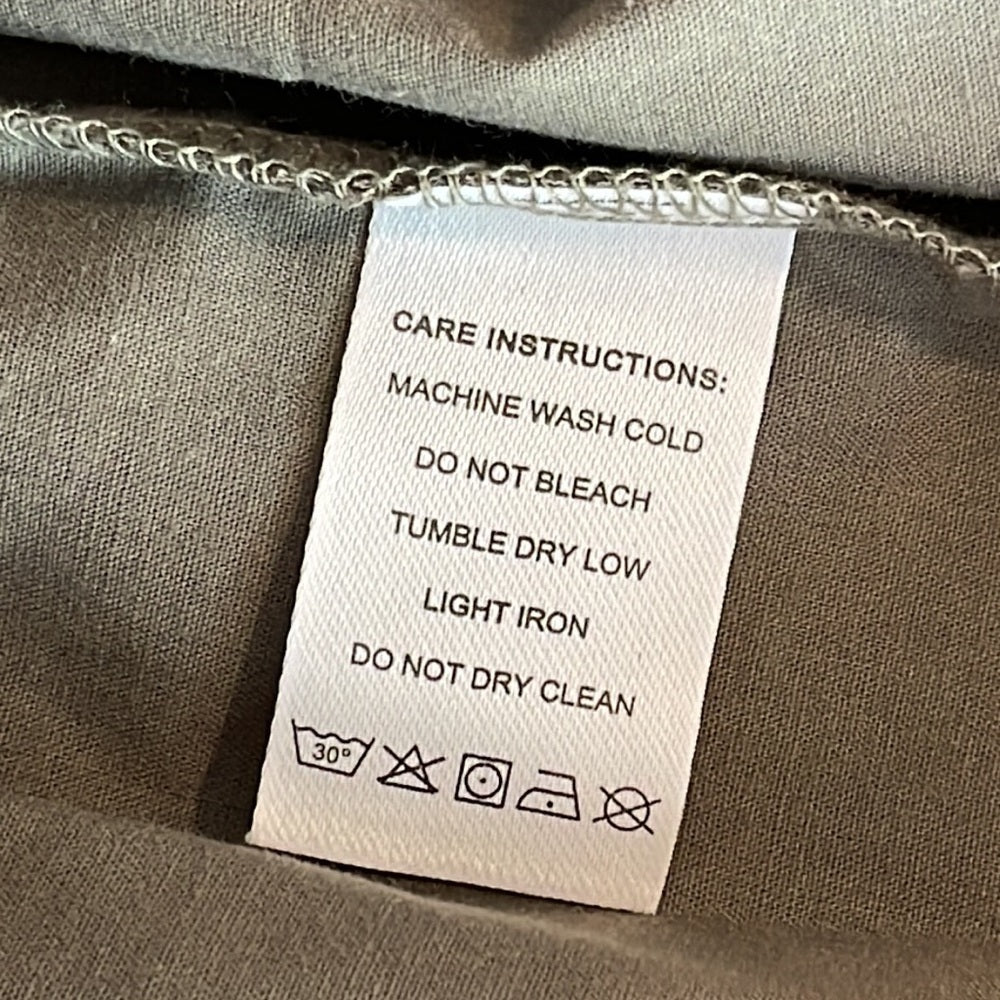 CARE INSTRUCTIONS:
MACHINE WASH COLD
DO NOT BLEACH
TUMBLE DRY LOW
LIGHT IRON
DO NOT DRY CLEAN
30°